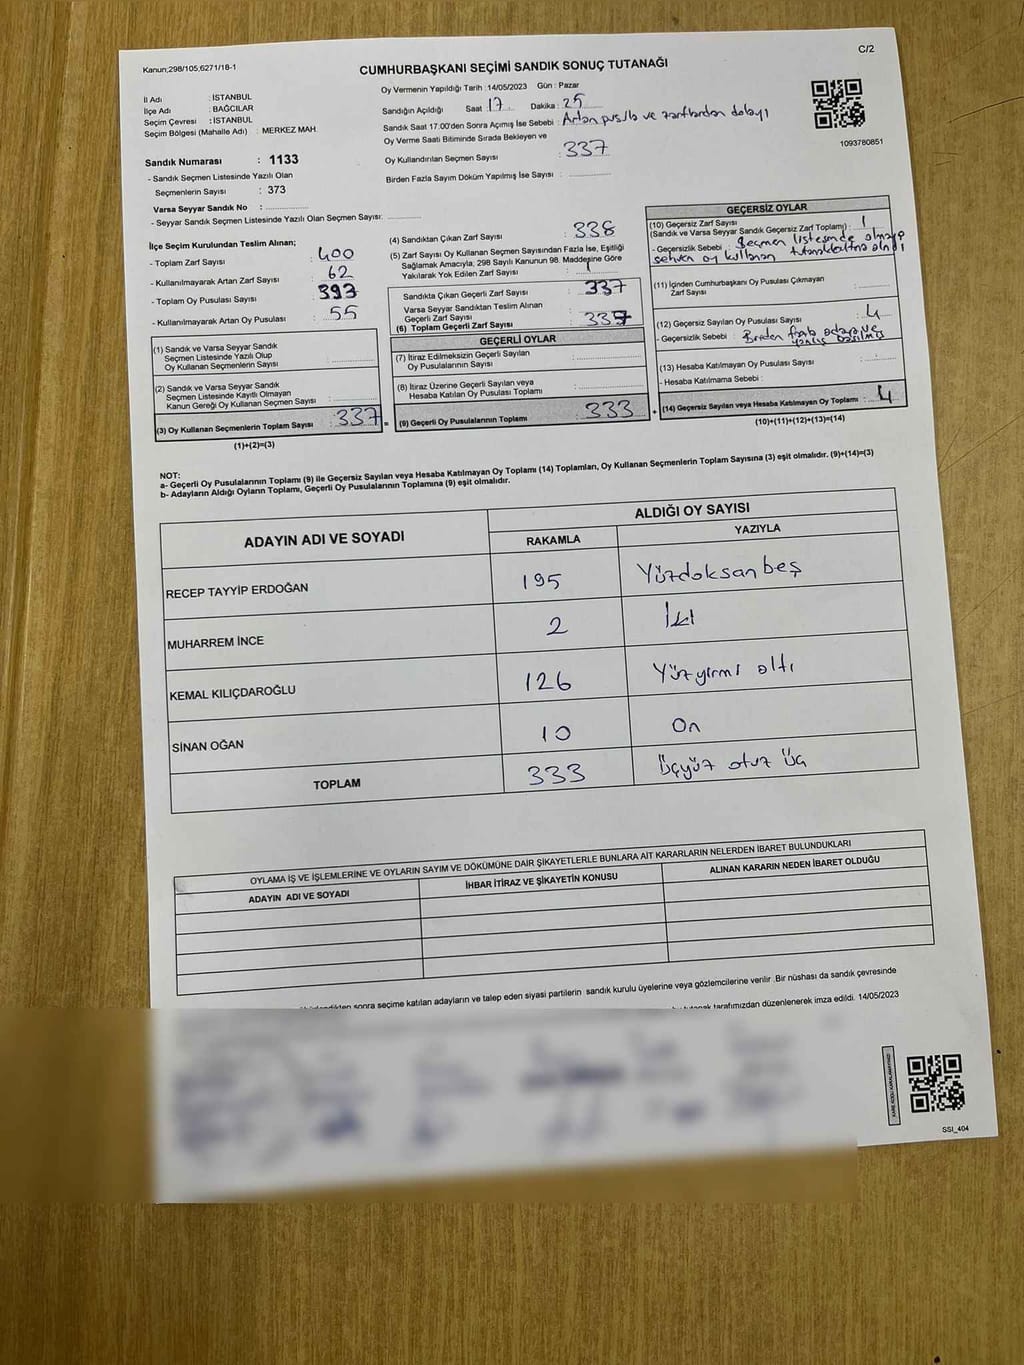 Kanun;298/105;6271/18-1
C/2
CUMHURBAŞKANI SEÇİMİ SANDIK SONUÇ TUTANAĞI
İl Adı : İSTANBUL
İlçe Adı : BAĞCILAR
Seçim Çevresi : İSTANBUL
Seçim Bölgesi (Mahalle Adı) : MERKEZ MAH.
Sandık Numarası : 1133
- Sandık Seçmen Listesinde Yazılı Olan
Seçmenlerin Sayısı : 373
Varsa Seyyar Sandık No :
- Seyyar Sandık Seçmen Listesinde Yazılı Olan Seçmen Sayısı:
Oy Vermenin Yapıldığı Tarih :14/05/2023 Gün : Pazar
Sandığın Açıldığı Saat : 17 Dakika : 25
Sandık Saat 17:00'den Sonra Açımış İse Sebebi : Artan pusula ve zarflardan dolayı
Oy Verme Saati Bitiminde Sırada Bekleyen ve
Oy Kullandırılan Seçmen Sayısı : 337
Birden Fazla Sayım Döküm Yapılmış İse Sayısı :
1093780851
İlçe Seçim Kurulundan Teslim Alınan;
- Toplam Zarf Sayısı : 400
- Kullanılmayarak Artan Zarf Sayısı : 62
- Toplam Oy Pusulası Sayısı : 393
- Kullanılmayarak Artan Oy Pusulası : 55
(1) Sandık ve Varsa Seyyar Sandık
Seçmen Listesinde Yazılı Olup
Oy Kullanan Seçmenlerin Sayısı :
(2) Sandık ve Varsa Seyyar Sandık
Seçmen Listesinde Kayıtlı Olmayan
Kanun Gereği Oy Kullanan Seçmen Sayısı :
(3) Oy Kullanan Seçmenlerin Toplam Sayısı : 337 =
(1)+(2)=(3)
(4) Sandıktan Çıkan Zarf Sayısı : 338
(5) Zarf Sayısı Oy Kullanan Seçmen Sayısından Fazla İse, Eşitliği
Sağlamak Amacıyla; 298 Sayılı Kanunun 98. Maddesine Göre
Yakılarak Yok Edilen Zarf Sayısı : 1
Sandıkta Çıkan Geçerli Zarf Sayısı : 337
Varsa Seyyar Sandıktan Teslim Alınan
Geçerli Zarf Sayısı
(6) Toplam Geçerli Zarf Sayısı : 337
GEÇERLİ OYLAR
(7) İtiraz Edilmeksizin Geçerli Sayılan
Oy Pusulalarının Sayısı :
(8) İtiraz Üzerine Geçerli Sayılan veya
Hesaba Katılan Oy Pusulası Toplamı :
(9) Geçerli Oy Pusulalarının Toplamı : 333 +
GEÇERSİZ OYLAR
(10) Geçersiz Zarf Sayısı
(Sandık ve Varsa Seyyar Sandık Geçersiz Zarf Toplamı) : 1
- Geçersizlik Sebebi : Seçmen listesinde olmayıp
sehven oy kullanan tutanakaltına alındı
(11) İçinden Cumhurbaşkanı Oy Pusulası Çıkmayan
Zarf Sayısı :
(12) Geçersiz Sayılan Oy Pusulası Sayısı : 4
- Geçersizlik Sebebi : Birden fazla adaya ve
yanlış basılmış
(13) Hesaba Katılmayan Oy Pusulası Sayısı :
- Hesaba Katılmama Sebebi :
(14) Geçersiz Sayılan veya Hesaba Katılmayan Oy Toplamı : 4
(10)+(11)+(12)+(13)=(14)
NOT:
a- Geçerli Oy Pusulalarının Toplamı (9) ile Geçersiz Sayılan veya Hesaba Katılmayan Oy Toplamı (14) Toplamları, Oy Kullanan Seçmenlerin Toplam Sayısına (3) eşit olmalıdır. (9)+(14)=(3)
b- Adayların Aldığı Oyların Toplamı, Geçerli Oy Pusulalarının Toplamına (9) eşit olmalıdır.
ADAYIN ADI VE SOYADI
ALDIĞI OY SAYISI
RAKAMLA YAZIYLA
RECEP TAYYİP ERDOĞAN 195 Yüzdoksan beş
MUHARREM İNCE 2 İki
KEMAL KILIÇDAROĞLU 126 Yüzyirmi altı
SİNAN OĞAN 10 On
TOPLAM 333 üçyüz otuz üç
OYLAMA İŞ VE İŞLEMLERİNE VE OYLARIN SAYIM VE DÖKÜMÜNE DAİR ŞİKAYETLERLE BUNLARA AİT KARARLARIN NELERDEN İBARET BULUNDUKLARI
ADAYIN ADI VE SOYADI İHBAR İTİRAZ VE ŞİKAYETİN KONUSU ALINAN KARARIN NEDEN İBARET OLDUĞU
sonra seçime katılan adayların ve talep eden siyasi partilerin sandık kurulu üyelerine veya gözlemcilerine verilir .Bir nüshası da sandık çevresinde
tutanak tarafımızdan düzenlenerek imza edildi. 14/05/2023
SSİ_404